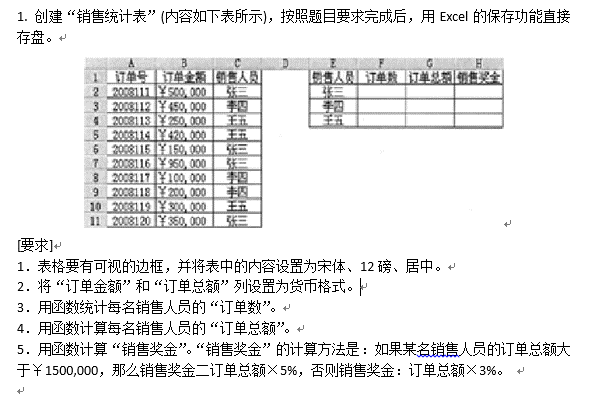 1. 创建“销售统计表”(内容如下表所示)，按照题目要求完成后，用 Excel 的保存功能直接
存盘。
A B C D E F G H
1 订单号 订单金额 销售人员 销售人员 订单数 订单总额 销售奖金
2 2008111 ￥500,000 张三 张三
3 2008112 ￥450,000 李四 李四
4 2008113 ￥250,000 王五 王五
5 2008114 ￥420,000 王五
6 2008115 ￥150,000 张三
7 2008116 ￥950,000 张三
8 2008117 ￥100,000 李四
9 2008118 ￥200,000 李四
10 2008119 ￥300,000 王五
11 2008120 ￥350,000 张三
[要求]
1．表格要有可视的边框，并将表中的内容设置为宋体、12 磅、居中。
2．将“订单金额”和“订单总额”列设置为货币格式。
3．用函数统计每名销售人员的“订单数”。
4．用函数计算每名销售人员的“订单总额”。
5．用函数计算“销售奖金”。“销售奖金”的计算方法是：如果某名销售人员的订单总额大
于￥1500,000，那么销售奖金二订单总额×5%，否则销售奖金：订单总额×3%。